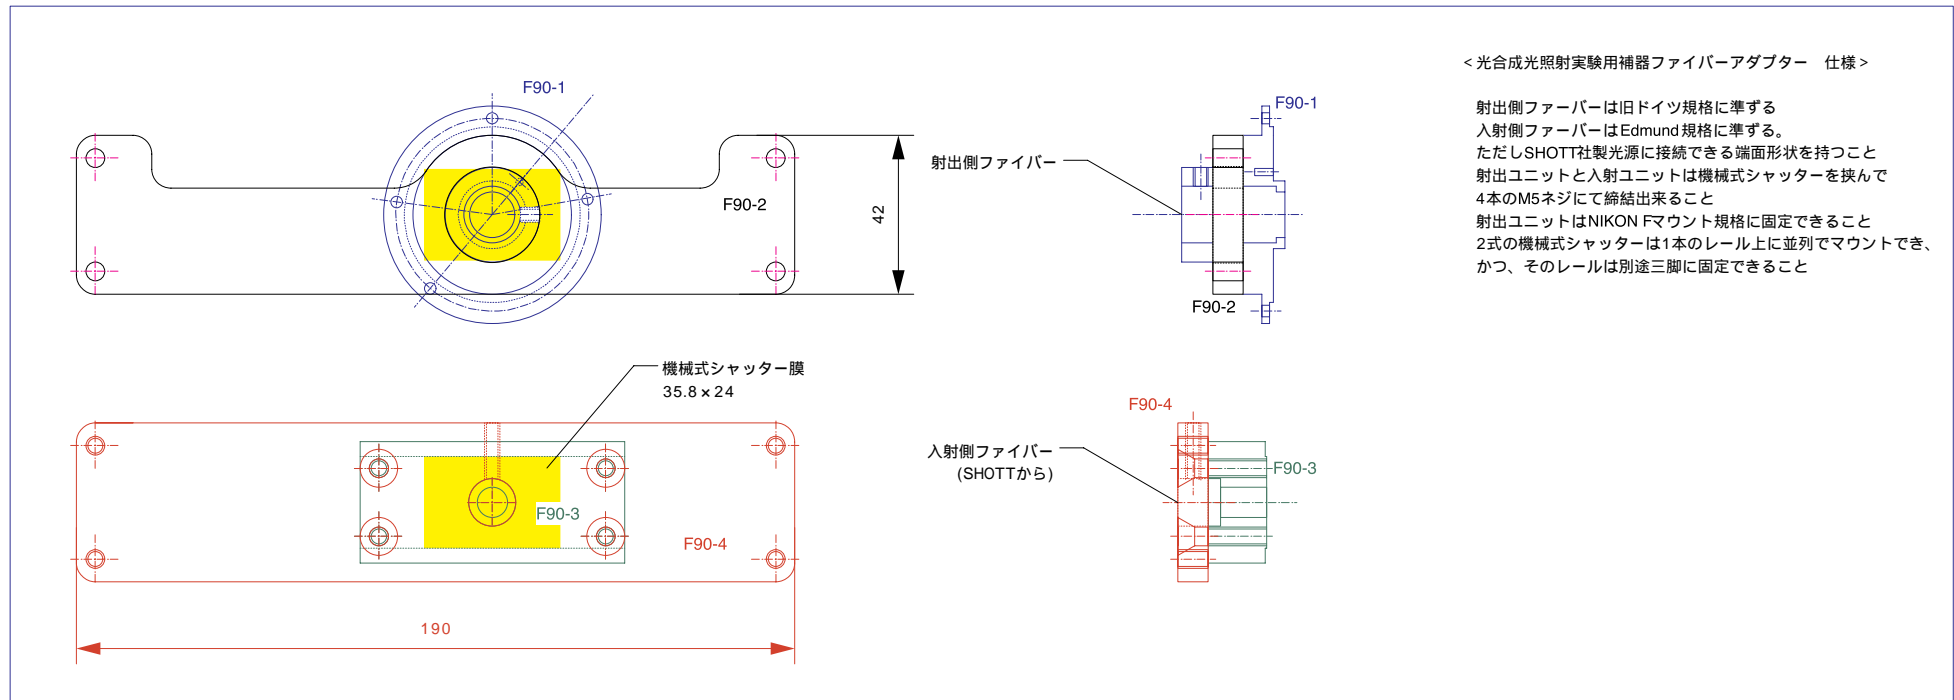 F90-1
F90-2
42
射出側ファイバー
F90-1
F90-2
<光合成光照射実験用補器ファイバーアダプター　仕様>
射出側ファーバーは旧ドイツ規格に準ずる
入射側ファーバーはEdmund規格に準ずる。
ただしSHOTT社製光源に接続できる端面形状を持つこと
射出ユニットと入射ユニットは機械式シャッターを挟んで
4本のM5ネジにて締結出来ること
射出ユニットはNIKON Fマウント規格に固定できること
2式の機械式シャッターは1本のレール上に並列でマウントでき、
かつ、そのレールは別途三脚に固定できること
機械式シャッター膜
35.8×24
F90-3
F90-4
190
F90-4
入射側ファイバー
(SHOTTから)
F90-3